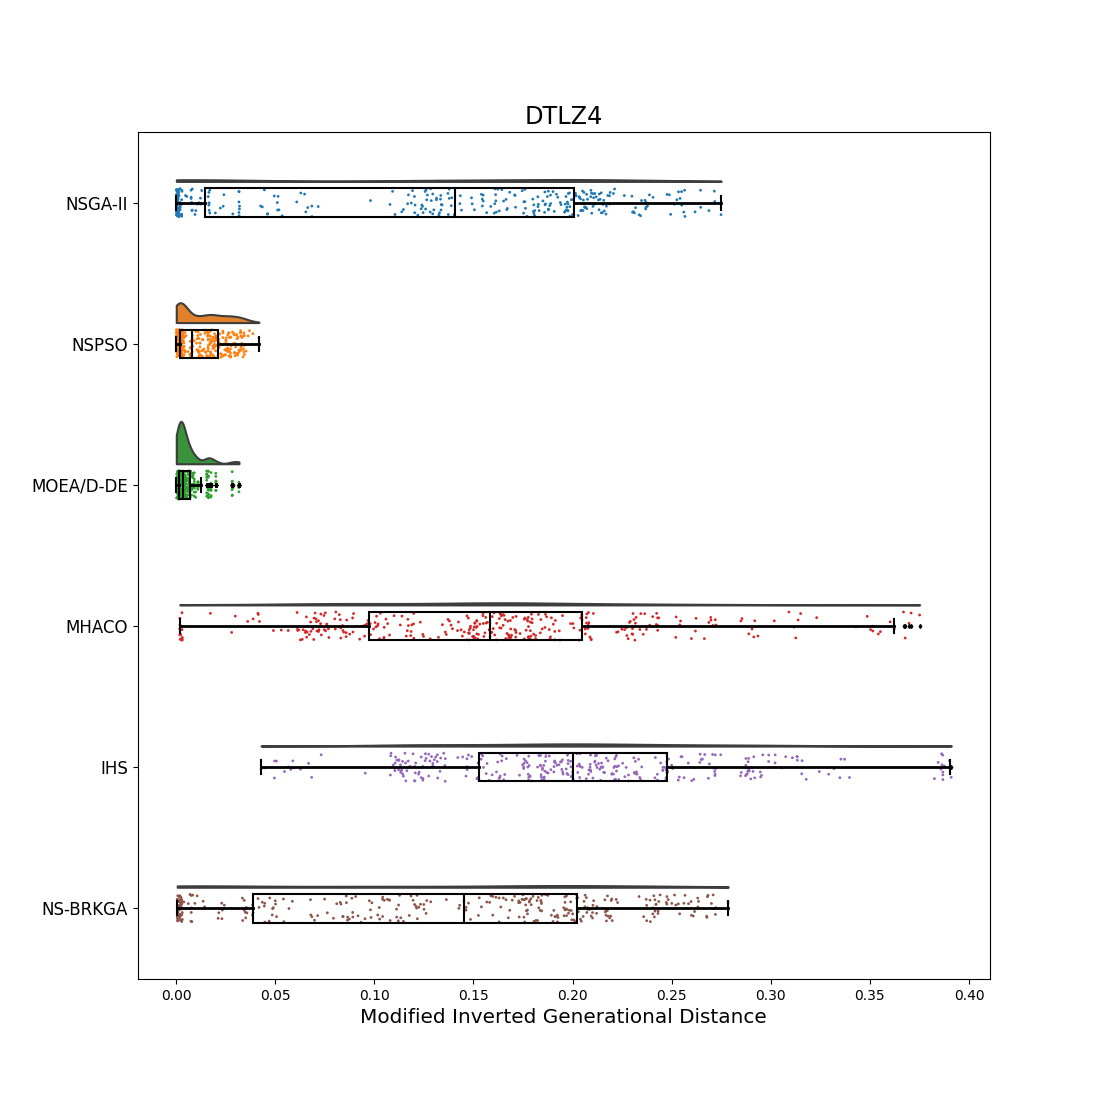 DTLZ4
NSGA-II
NSPSO
MOEA/D-DE
MHACO
IHS
NS-BRKGA
0.00 0.05 0.10 0.15 0.20 0.25 0.30 0.35 0.40
Modified Inverted Generational Distance